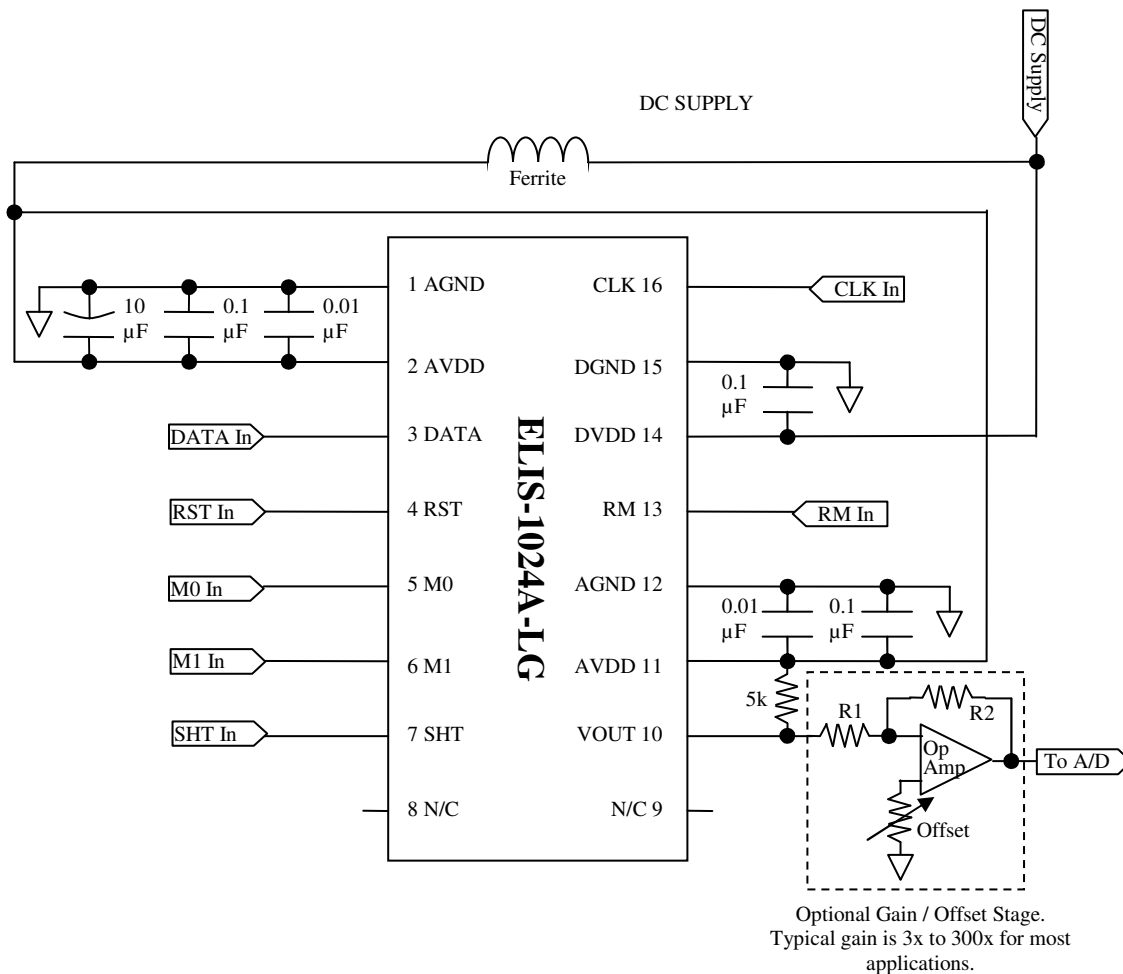 DC Supply
DC SUPPLY
Ferrite
1 AGND
CLK 16
CLK In
10
µF
0.1
µF
0.01
µF
2 AVDD
DGND 15
0.1
µF
DATA In
3 DATA
DVDD 14
ELIS-1024A-LG
RST In
4 RST
RM 13
RM In
M0 In
5 M0
AGND 12
0.01
µF
0.1
µF
M1 In
6 M1
AVDD 11
5k
R1
R2
SHT In
7 SHT
VOUT 10
Op
Amp
To A/D
8 N/C
N/C 9
Offset
Optional Gain / Offset Stage.
Typical gain is 3x to 300x for most
applications.